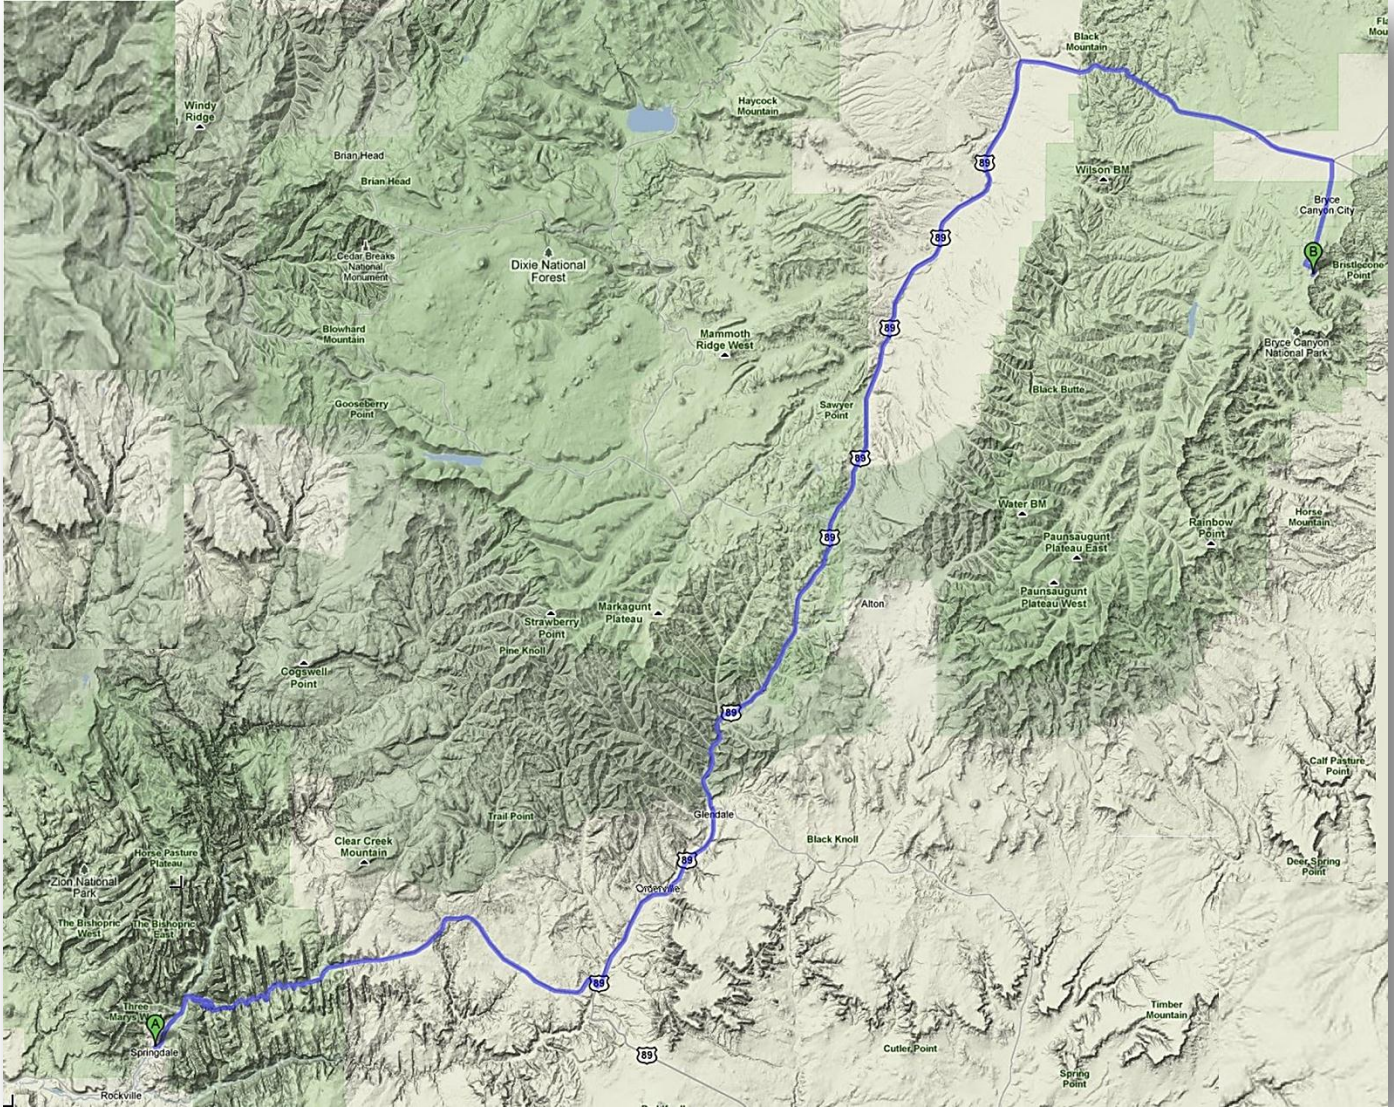 Black
Mountain
Windy
Ridge
Haycock
Mountain
Brian Head
89
Wilson BM
Brian Head
Bryce
Canyon City
89
Cedar Breaks
National
Monument
B
Dixie National
Forest
Bristlecone
Point
Blowhard
Mountain
Mammoth
Ridge West
89
Bryce Canyon
National Park
Black Butte
Gooseberry
Point
Sawyer
Point
89
Water BM
Horse
Mountain
Rainbow
Point
89
Paunsaugunt
Plateau East
Paunsaugunt
Plateau West
Alton
Markagunt
Plateau
Strawberry
Point
Pine Knoll
Cogswell
Point
89
Calf Pasture
Point
Trail Point
Glendale
Clear Creek
Mountain
Black Knoll
Horse Pasture
Plateau
89
Deer Spring
Point
Zion National
Park
Orderville
The Bishopric
West
The Bishopric
East
89
Three
Marys
Timber
Mountain
A
Springdale
89
Cutler Point
Spring
Point
Rockville